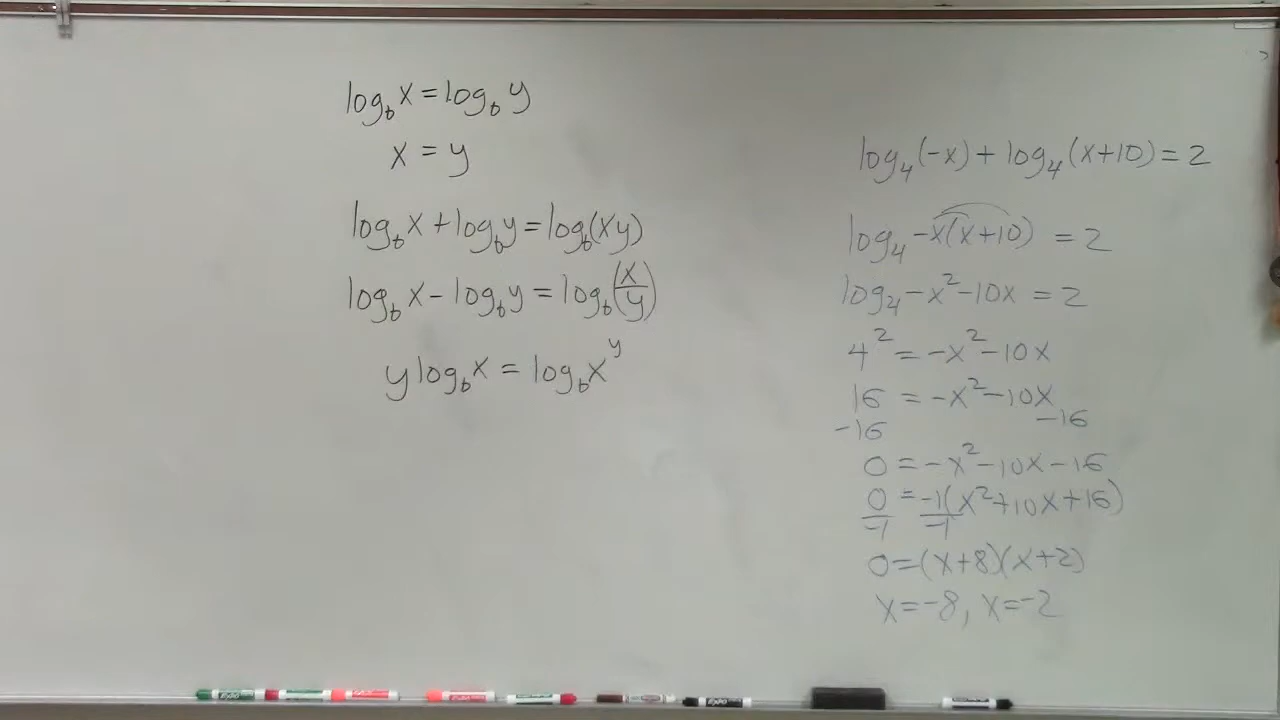 log_b x = log_b y
x = y
log_b x + log_b y = log_b(xy)
log_b x - log_b y = log_b(x/y)
y log_b x = log_b x^y
log_4(-x) + log_4(x+10) = 2
log_4 -x(x+10) = 2
log_4 -x^2-10x = 2
4^2 = -x^2-10x
16 = -x^2-10x
-16 -16
0 = -x^2-10x-16
0/-1 = -1(x^2+10x+16)/-1
0=(x+8)(x+2)
x=-8, x=-2